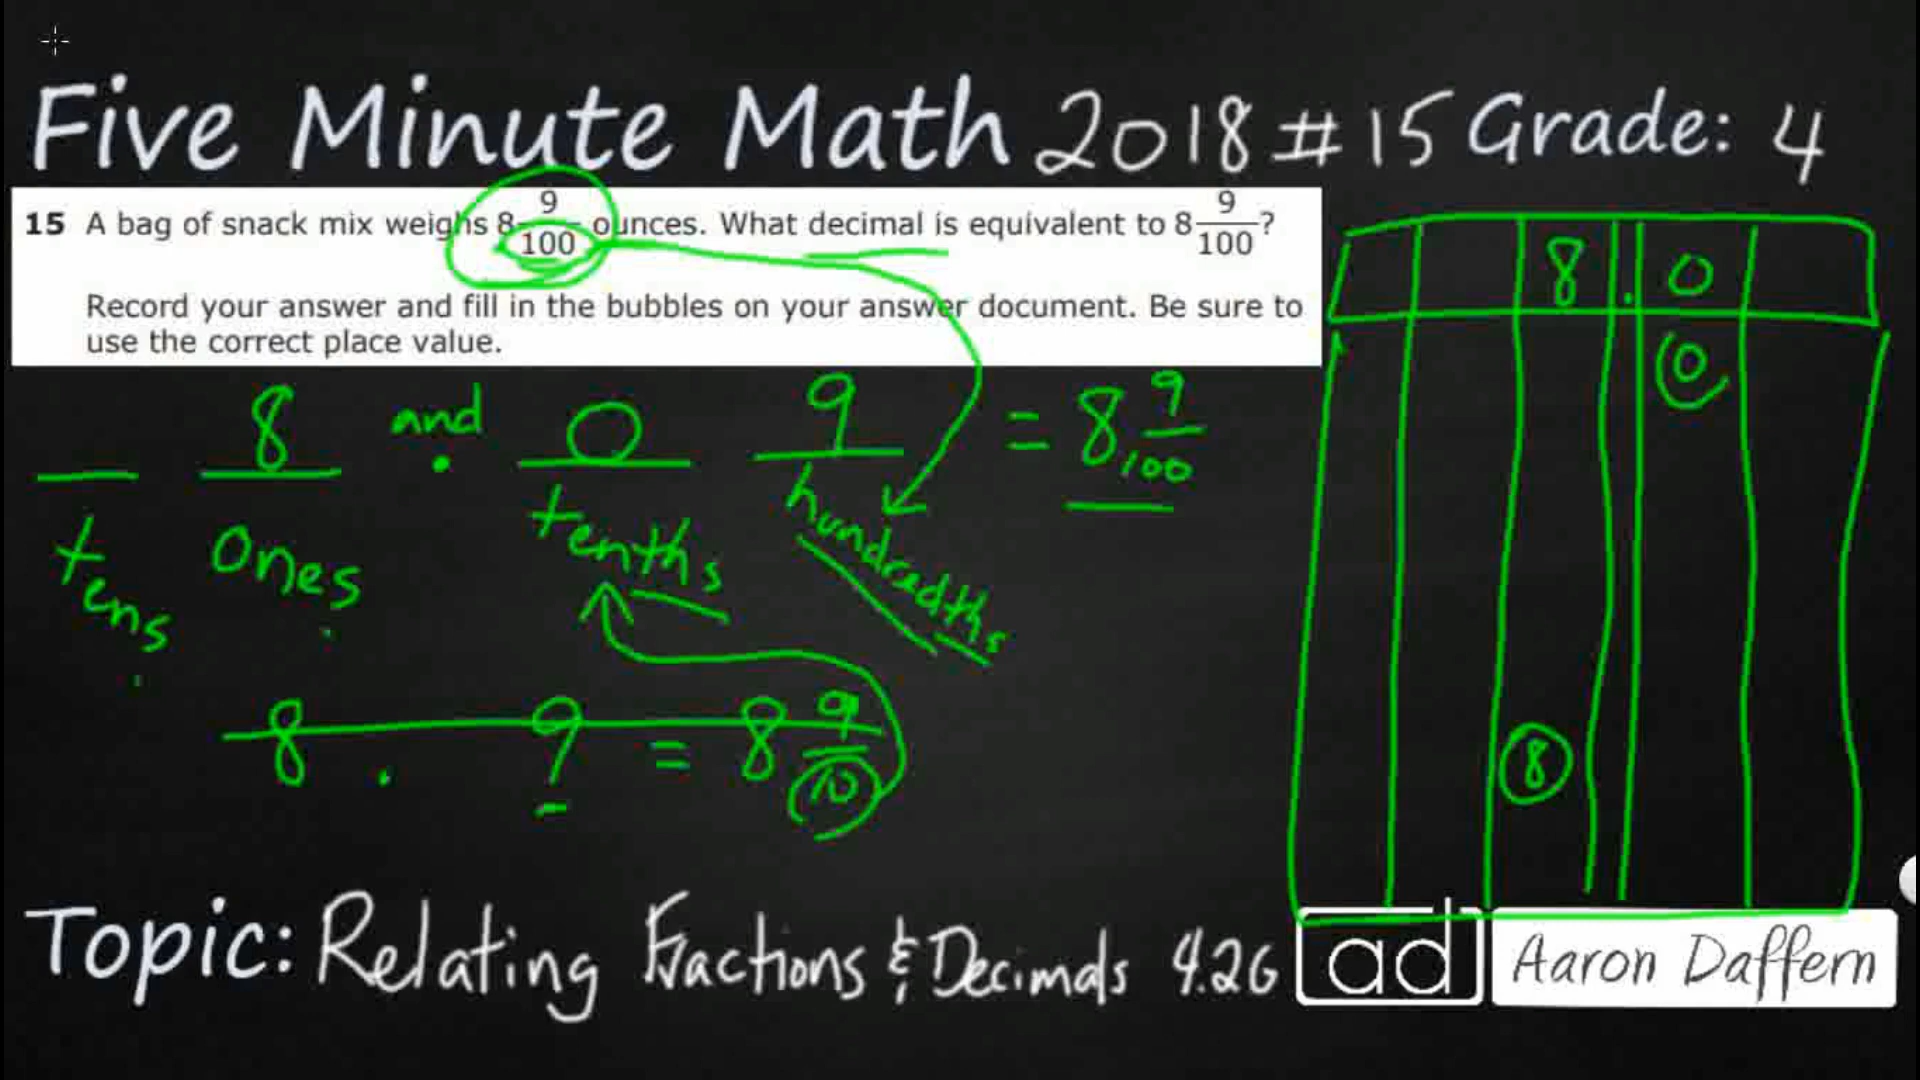 Five Minute Math 2018 #15 Grade: 4
15 A bag of snack mix weighs 8 9/100 ounces. What decimal is equivalent to 8 9/100?
Record your answer and fill in the bubbles on your answer document. Be sure to
use the correct place value.
8 . 0
0
8
8 and . 0 9 = 8 9/100
tens ones tenths hundredths
8 . 9 = 8 9/10
Topic: Relating Fractions & Decimals 4.2G
ad Aaron Daffern